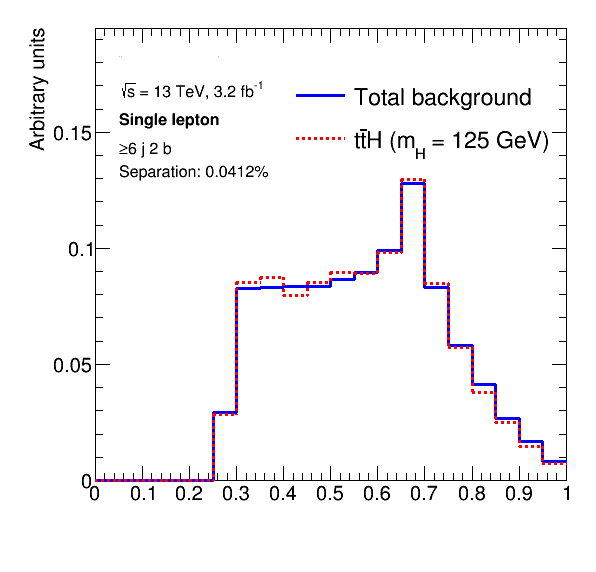 Arbitrary units
√s = 13 TeV, 3.2 fb⁻¹
Single lepton
≥6 j 2 b
Separation: 0.0412%
Total background
tt̄H (m_H = 125 GeV)
0.15
0.1
0.05
0
0 0.1 0.2 0.3 0.4 0.5 0.6 0.7 0.8 0.9 1